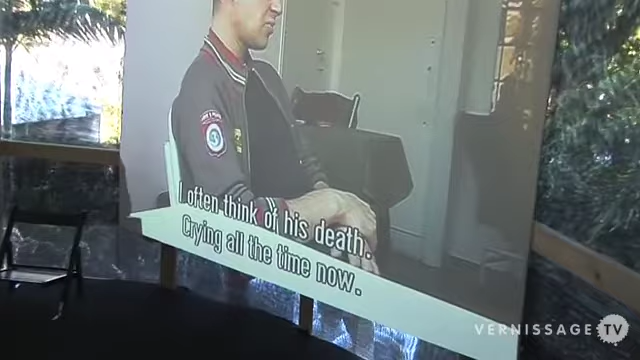 I often think of his death.
Crying all the time now.
VERNISSAGE TV